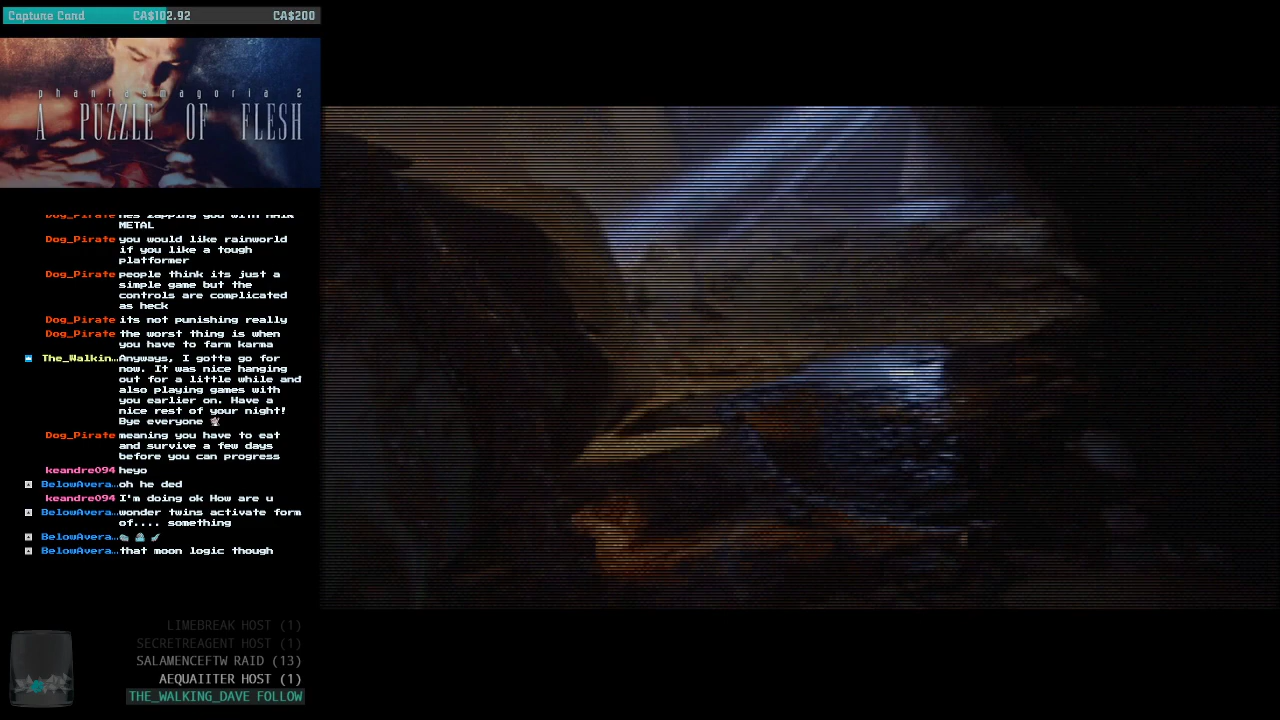 Capture Card CA$102.92 CA$200
phantasmagoria 2
A PUZZLE OF FLESH
Dog_Pirate hes zapping you with HAIR
METAL
Dog_Pirate you would like rainworld
if you like a tough
platformer
Dog_Pirate people think its just a
simple game but the
controls are complicated
as heck
Dog_Pirate its not punishing really
Dog_Pirate the worst thing is when
you have to farm karma
The_Walkin… Anyways, I gotta go for
now. It was nice hanging
out for a little while and
also playing games with
you earlier on. Have a
nice rest of your night!
Bye everyone
Dog_Pirate meaning you have to eat
and survive a few days
before you can progress
keandre094 heyo
BelowAvera… oh he ded
keandre094 I'm doing ok How are u
BelowAvera… wonder twins activate form
of.... something
BelowAvera…
BelowAvera… that moon logic though
LIMEBREAK HOST (1)
SECRETREAGENT HOST (1)
SALAMENCEFTW RAID (13)
AEQUAIITER HOST (1)
THE_WALKING_DAVE FOLLOW